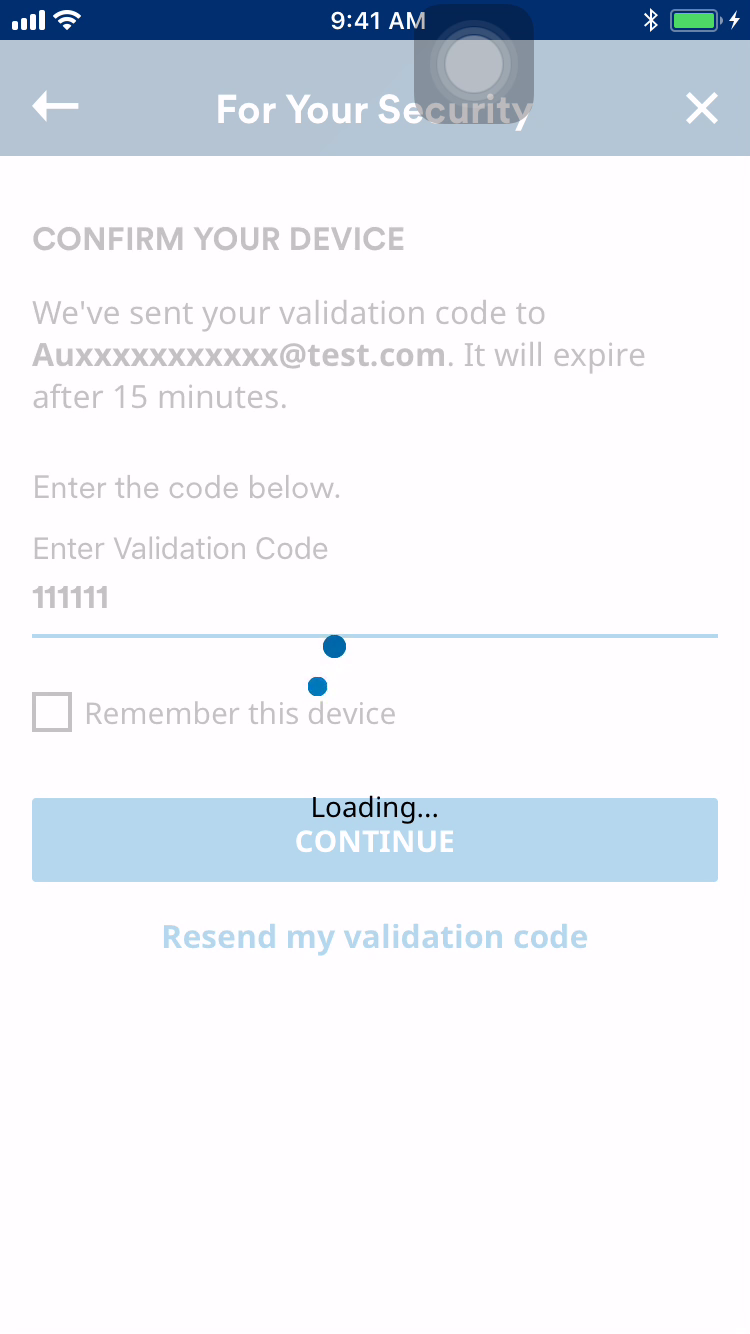 9:41 AM
For Your Security
CONFIRM YOUR DEVICE
We've sent your validation code to
Auxxxxxxxxxxx@test.com. It will expire
after 15 minutes.
Enter the code below.
Enter Validation Code
111111
Remember this device
Loading...
CONTINUE
Resend my validation code